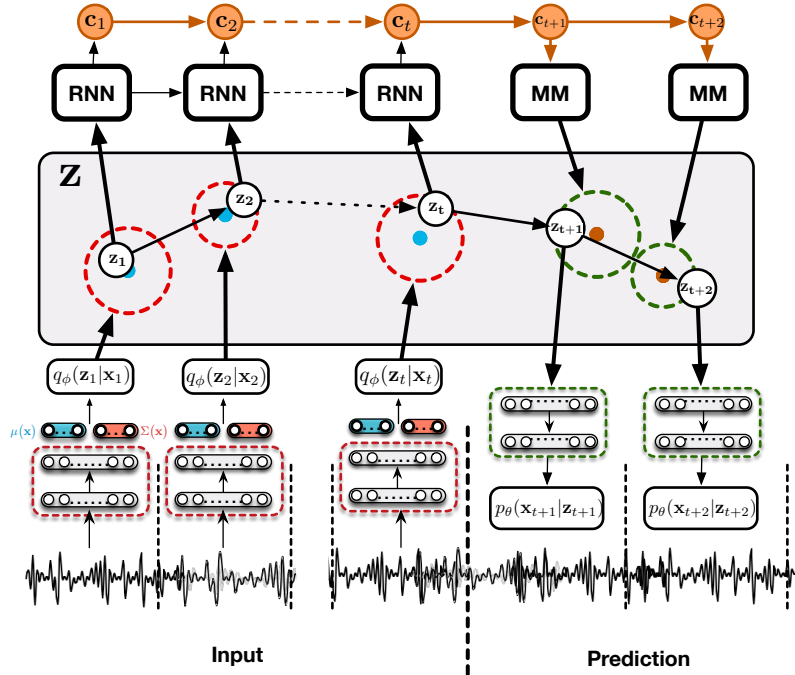 c₁ c₂ cₜ cₜ₊₁ cₜ₊₂
RNN RNN RNN MM MM
Z
z₁ z₂ zₜ zₜ₊₁ zₜ₊₂
qᵩ(z₁|x₁) qᵩ(z₂|x₂) qᵩ(zₜ|xₜ)
μ(x) Σ(x)
p_θ(xₜ₊₁|zₜ₊₁) p_θ(xₜ₊₂|zₜ₊₂)
Input Prediction